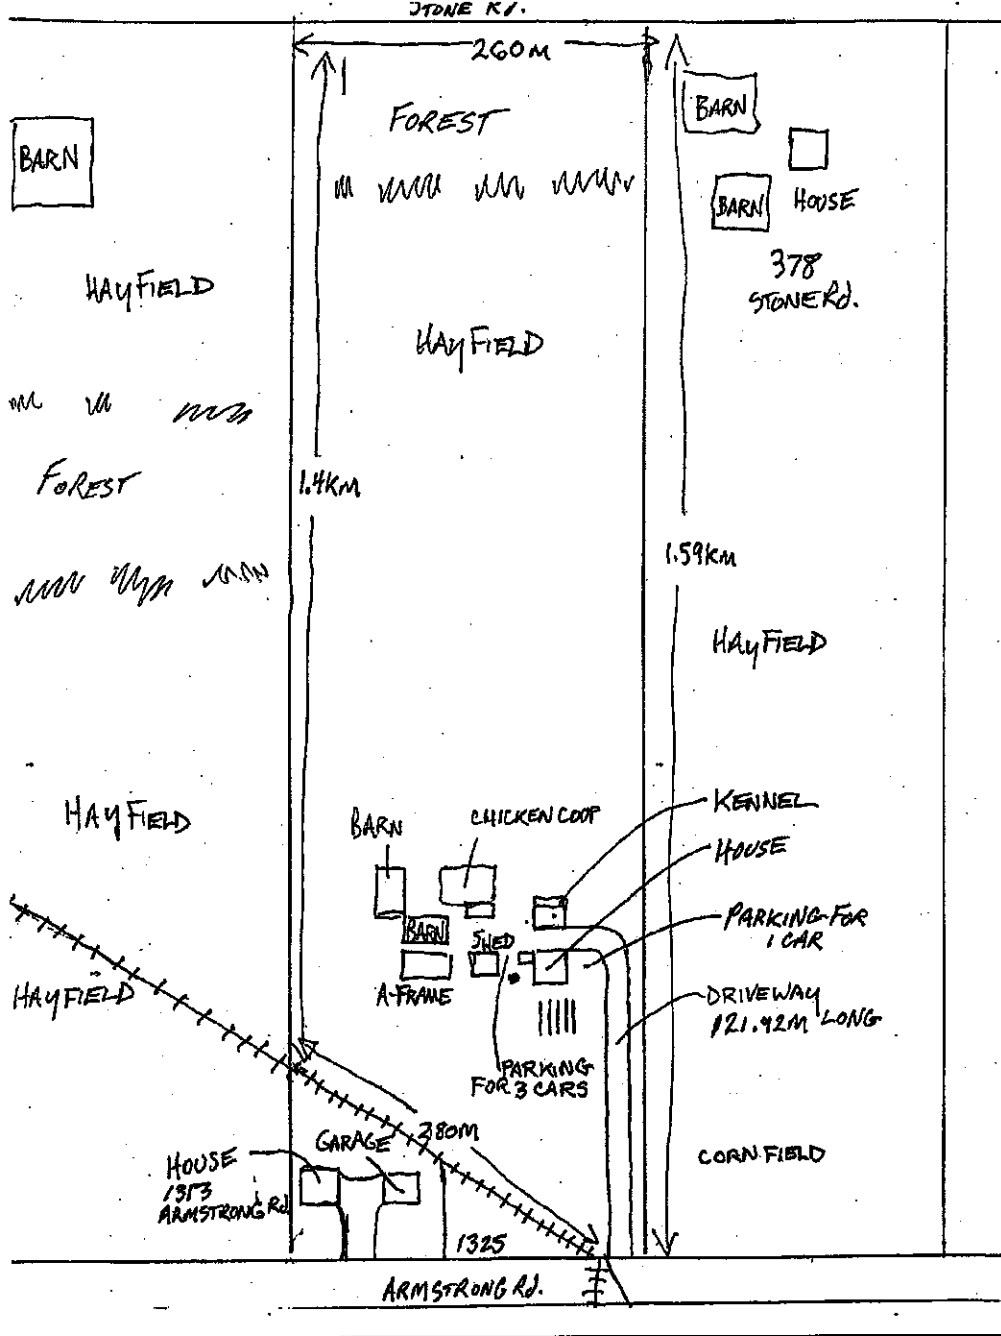 STONE Rd.
260M
FOREST
BARN
BARN
HOUSE
BARN
378
STONE Rd.
HAYFIELD
HAYFIELD
FOREST
1.4KM
1.59KM
HAYFIELD
HAYFIELD
BARN
CHICKEN COOP
KENNEL
HOUSE
PARKING FOR
1 CAR
BARN
SHED
A-FRAME
HAYFIELD
DRIVEWAY
121.92M LONG
PARKING
FOR 3 CARS
GARAGE
380M
HOUSE
1313
ARMSTRONG Rd
CORN FIELD
1325
ARMSTRONG Rd.